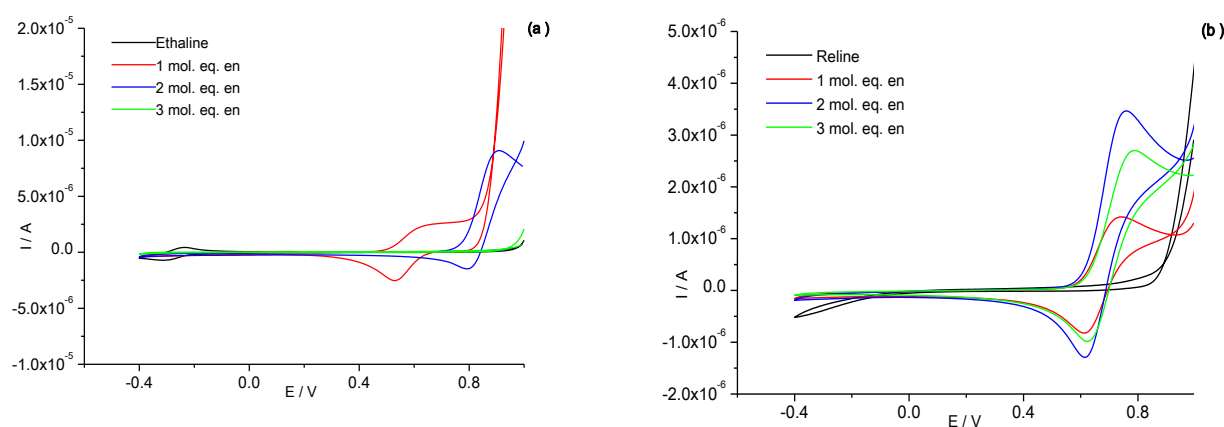 (a)
2.0x10⁻⁵
1.5x10⁻⁵
1.0x10⁻⁵
5.0x10⁻⁶
0.0
-5.0x10⁻⁶
-1.0x10⁻⁵
I / A
Ethaline
1 mol. eq. en
2 mol. eq. en
3 mol. eq. en
-0.4 0.0 0.4 0.8
E / V
(b)
5.0x10⁻⁶
4.0x10⁻⁶
3.0x10⁻⁶
2.0x10⁻⁶
1.0x10⁻⁶
0.0
-1.0x10⁻⁶
-2.0x10⁻⁶
I / A
Reline
1 mol. eq. en
2 mol. eq. en
3 mol. eq. en
-0.4 0.0 0.4 0.8
E / V